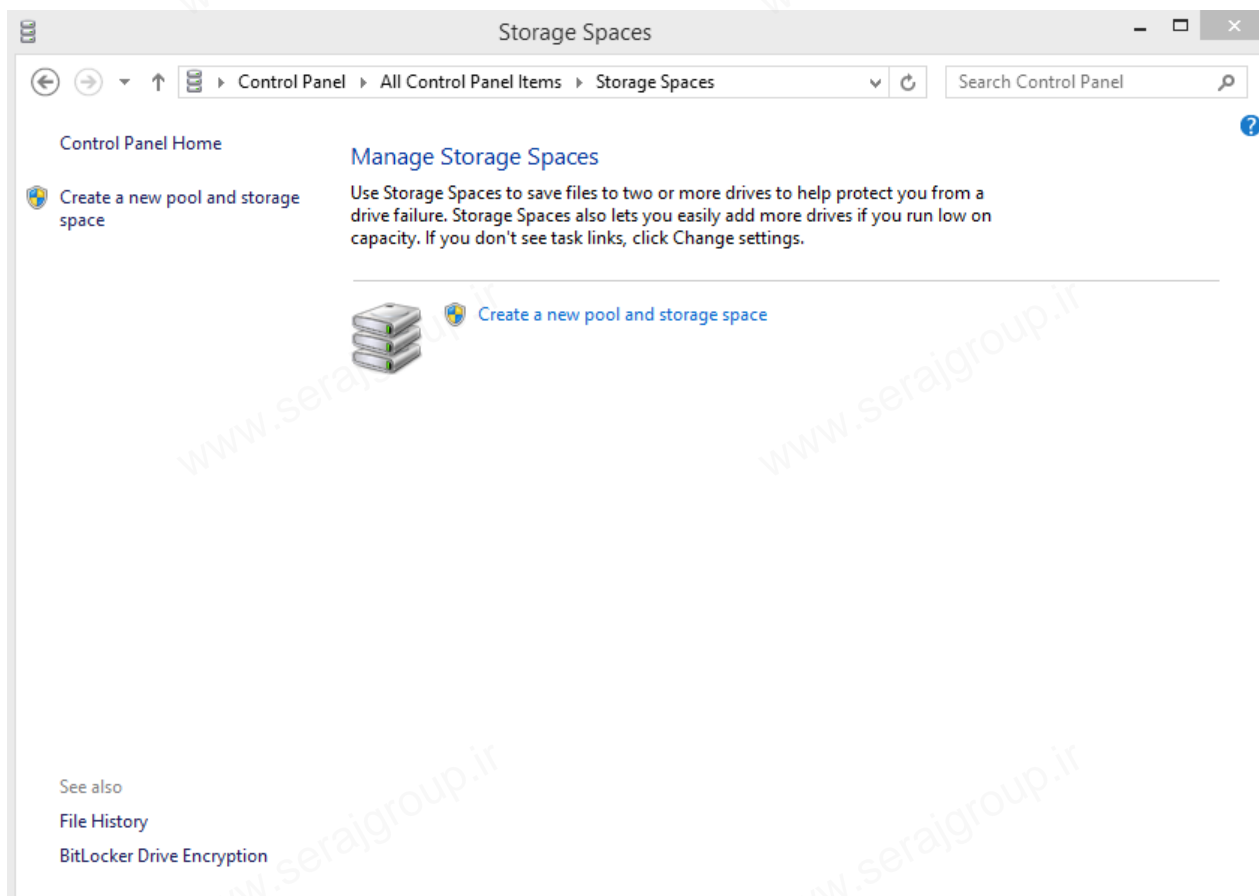 Storage Spaces
Control Panel All Control Panel Items Storage Spaces
Search Control Panel
Control Panel Home
Create a new pool and storage
space
Manage Storage Spaces
Use Storage Spaces to save files to two or more drives to help protect you from a
drive failure. Storage Spaces also lets you easily add more drives if you run low on
capacity. If you don't see task links, click Change settings.
Create a new pool and storage space
www.serajgroup.ir
www.serajgroup.ir
See also
File History
BitLocker Drive Encryption
www.serajgroup.ir
www.serajgroup.ir